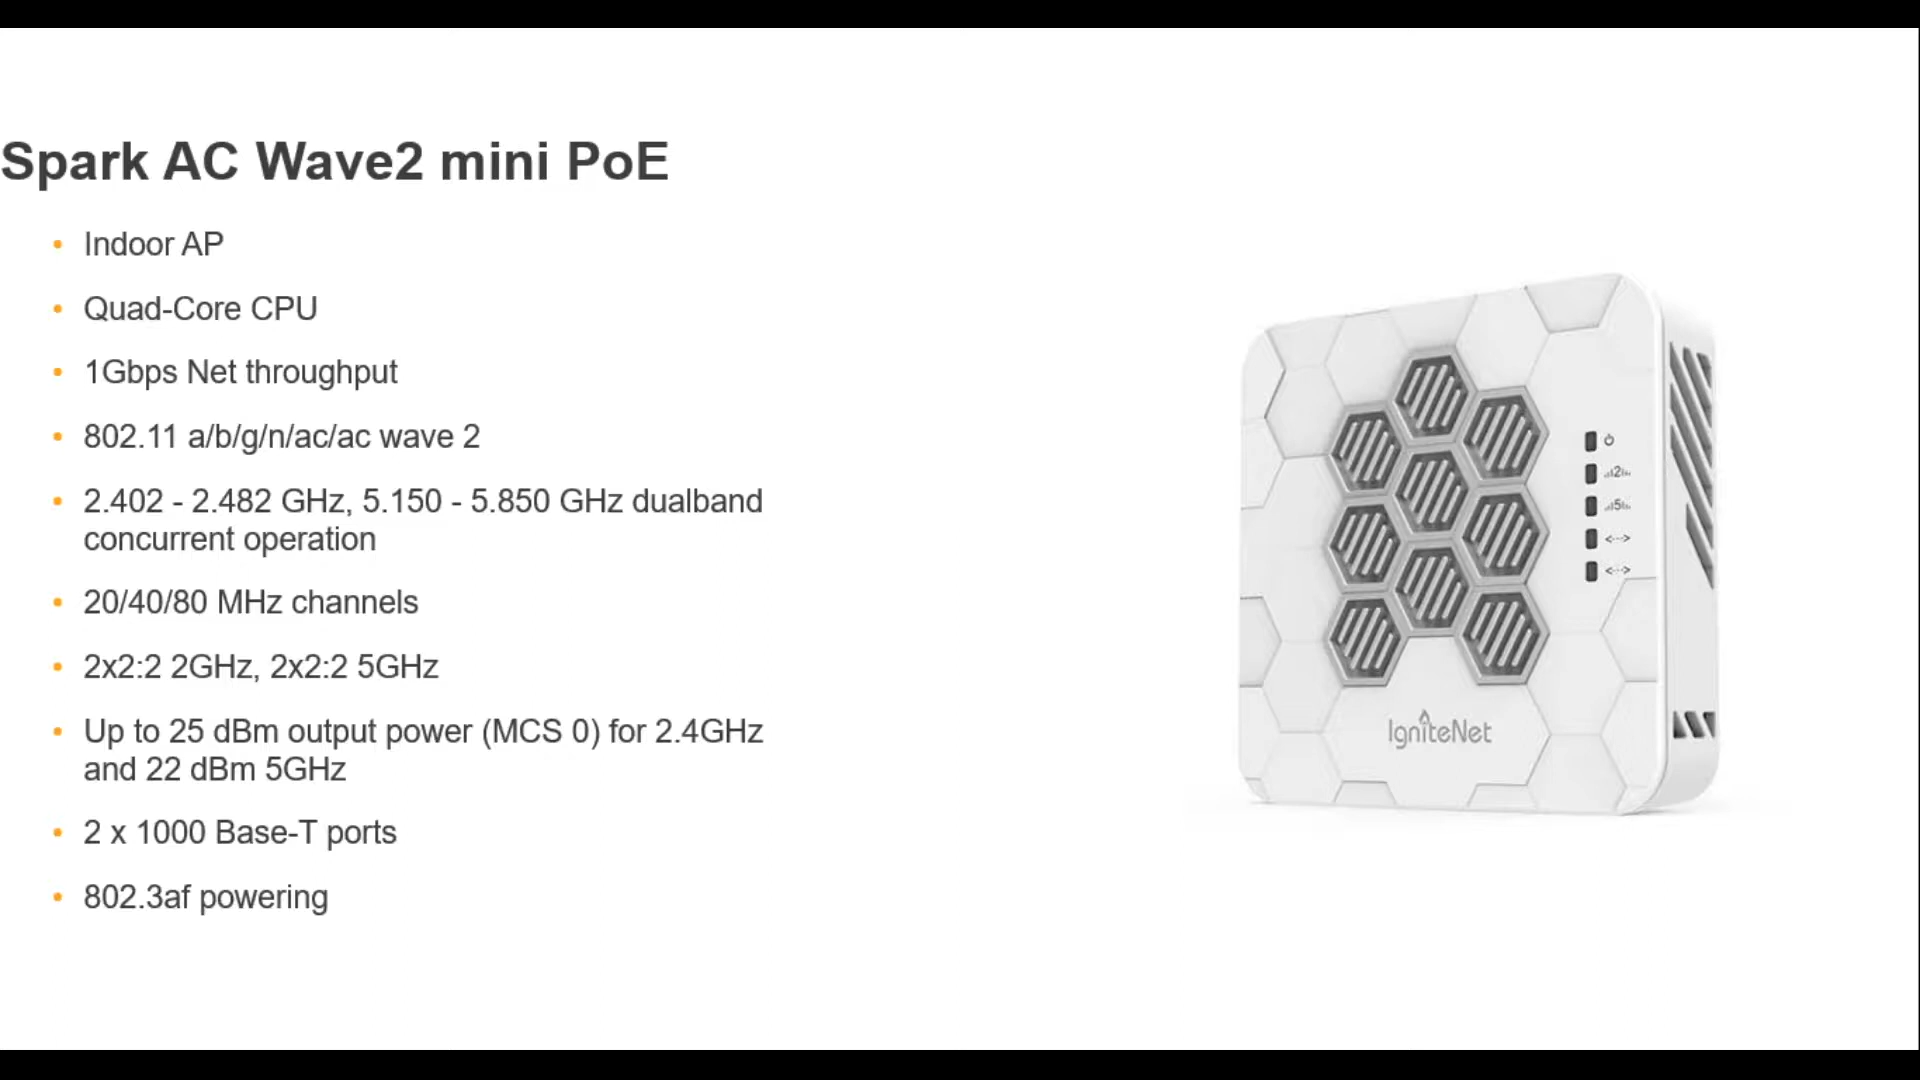 Spark AC Wave2 mini PoE
• Indoor AP
• Quad-Core CPU
• 1Gbps Net throughput
• 802.11 a/b/g/n/ac/ac wave 2
• 2.402 - 2.482 GHz, 5.150 - 5.850 GHz dualband
concurrent operation
• 20/40/80 MHz channels
• 2x2:2 2GHz, 2x2:2 5GHz
• Up to 25 dBm output power (MCS 0) for 2.4GHz
and 22 dBm 5GHz
• 2 x 1000 Base-T ports
• 802.3af powering
2
5
<···>
<···>
IgniteNet